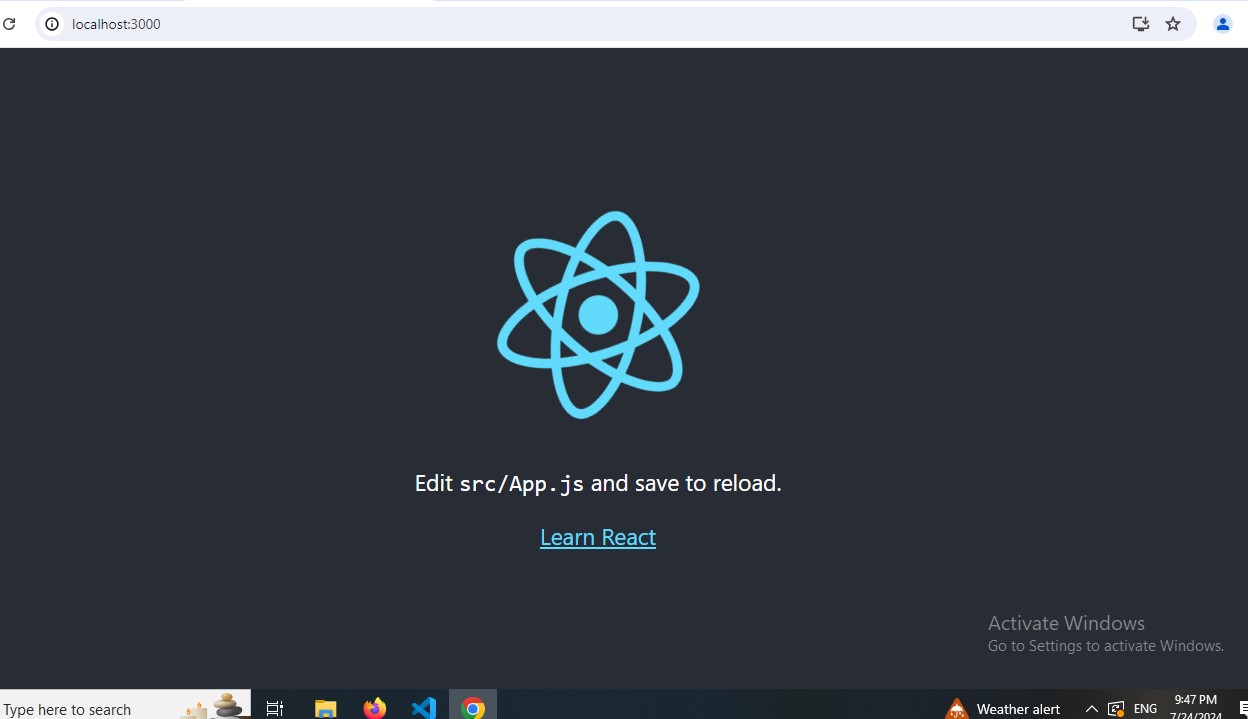 localhost:3000
Edit src/App.js and save to reload.
Learn React
Activate Windows
Go to Settings to activate Windows.
Type here to search
Weather alert
ENG
9:47 PM
7/24/2024